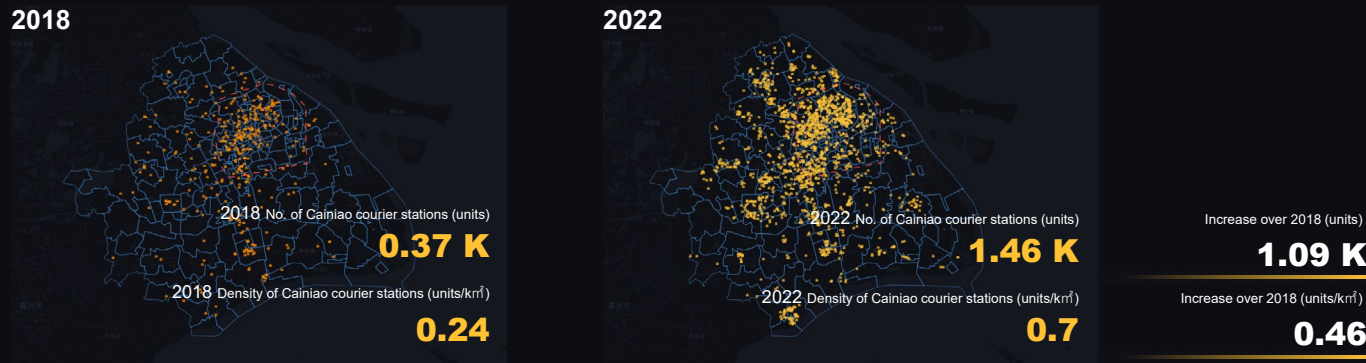 2018
2018 No. of Cainiao courier stations (units)
0.37 K
2018 Density of Cainiao courier stations (units/k㎡)
0.24
2022
2022 No. of Cainiao courier stations (units)
1.46 K
2022 Density of Cainiao courier stations (units/k㎡)
0.7
Increase over 2018 (units)
1.09 K
Increase over 2018 (units/k㎡)
0.46